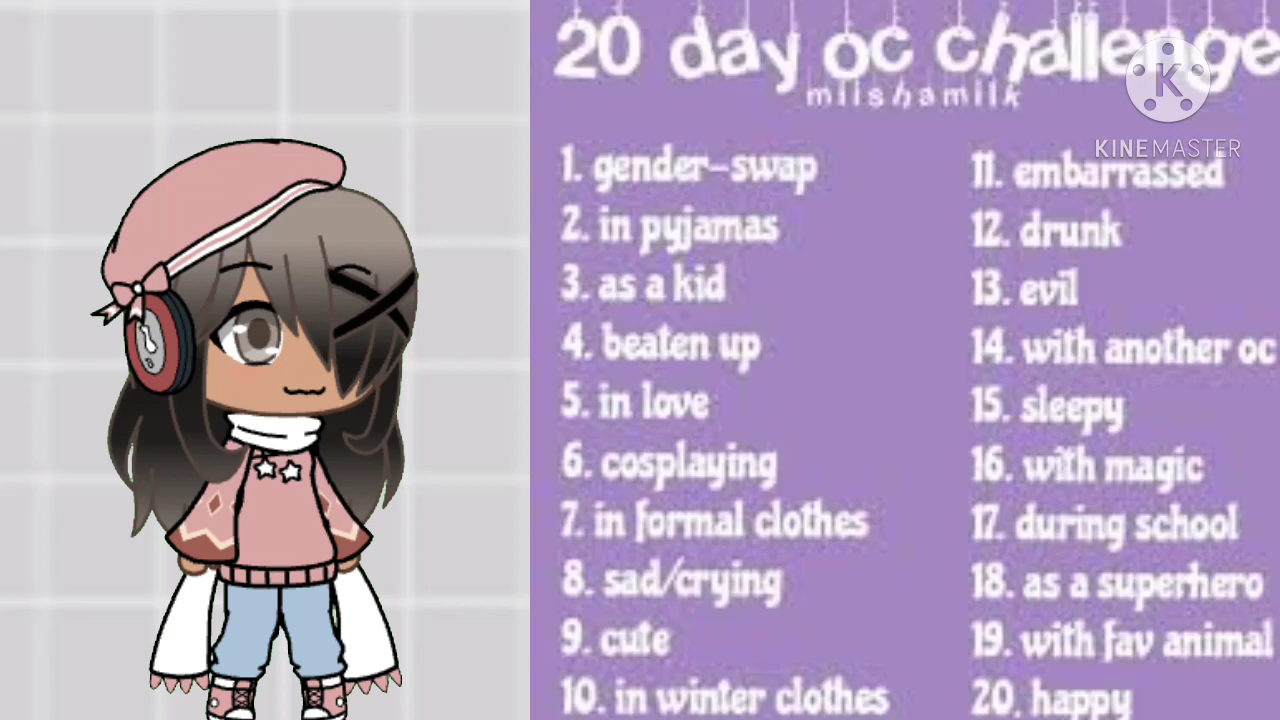 20 day oc challenge
miishamilk
K
KINEMASTER
1. gender-swap
2. in pyjamas
3. as a kid
4. beaten up
5. in love
6. cosplaying
7. in formal clothes
8. sad/crying
9. cute
10. in winter clothes
11. embarrassed
12. drunk
13. evil
14. with another oc
15. sleepy
16. with magic
17. during school
18. as a superhero
19. with fav animal
20. happy
B